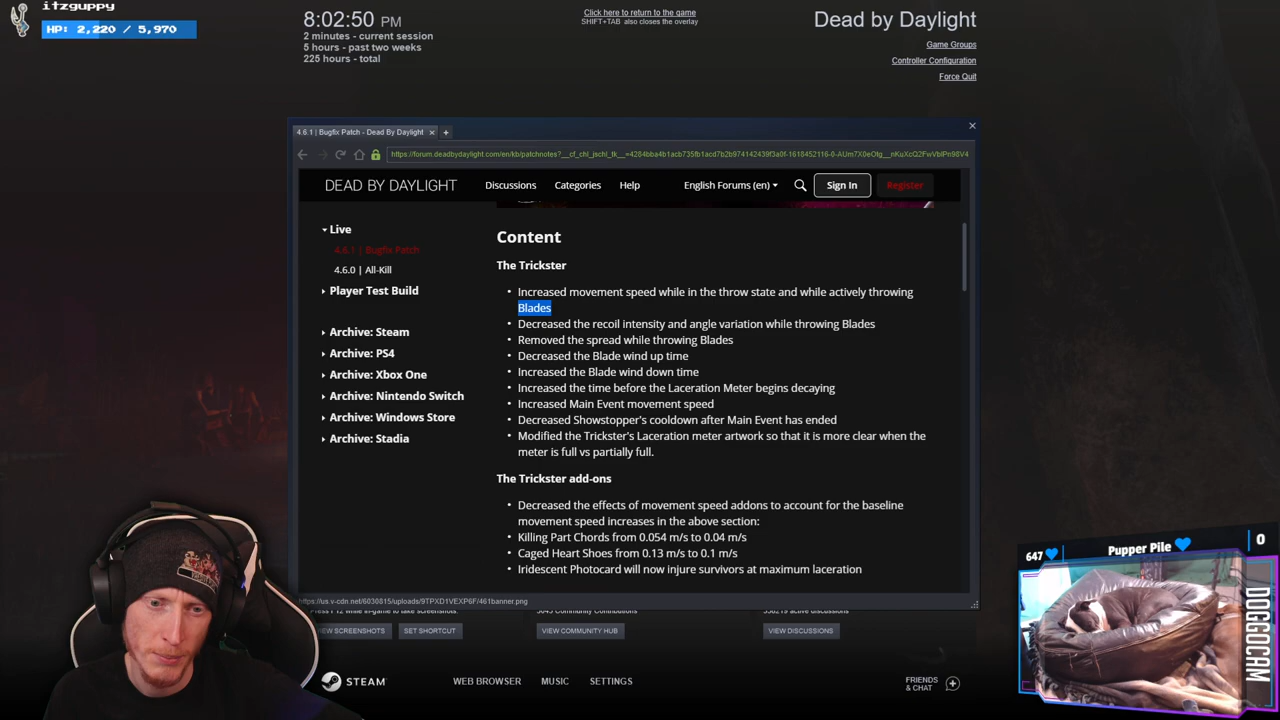 itzguppy
HP: 2,220 / 5,970
8:02:50 PM
2 minutes - current session
5 hours - past two weeks
225 hours - total
Click here to return to the game
SHIFT+TAB also closes the overlay
Dead by Daylight
Game Groups
Controller Configuration
Force Quit
4.6.1 | Bugfix Patch - Dead By Daylight
DEAD BY DAYLIGHT
Discussions
Categories
Help
English Forums (en)
Sign In
Register
Live
4.6.1 | Bugfix Patch
4.6.0 | All-Kill
Player Test Build
Archive: Steam
Archive: PS4
Archive: Xbox One
Archive: Nintendo Switch
Archive: Windows Store
Archive: Stadia
Content
The Trickster
• Increased movement speed while in the throw state and while actively throwing
Blades
• Decreased the recoil intensity and angle variation while throwing Blades
• Removed the spread while throwing Blades
• Decreased the Blade wind up time
• Increased the Blade wind down time
• Increased the time before the Laceration Meter begins decaying
• Increased Main Event movement speed
• Decreased Showstopper's cooldown after Main Event has ended
• Modified the Trickster's Laceration meter artwork so that it is more clear when the
meter is full vs partially full.
The Trickster add-ons
• Decreased the effects of movement speed addons to account for the baseline
movement speed increases in the above section:
• Killing Part Chords from 0.054 m/s to 0.04 m/s
• Caged Heart Shoes from 0.13 m/s to 0.1 m/s
• Iridescent Photocard will now injure survivors at maximum laceration
https://us.v-cdn.net/6030815/uploads/9TPXD1VEXP6F/461banner.png
SCREENSHOTS
SET SHORTCUT
VIEW COMMUNITY HUB
VIEW DISCUSSIONS
STEAM
WEB BROWSER
MUSIC
SETTINGS
FRIENDS
& CHAT
647
Pupper Pile
0
DOGGOCAM